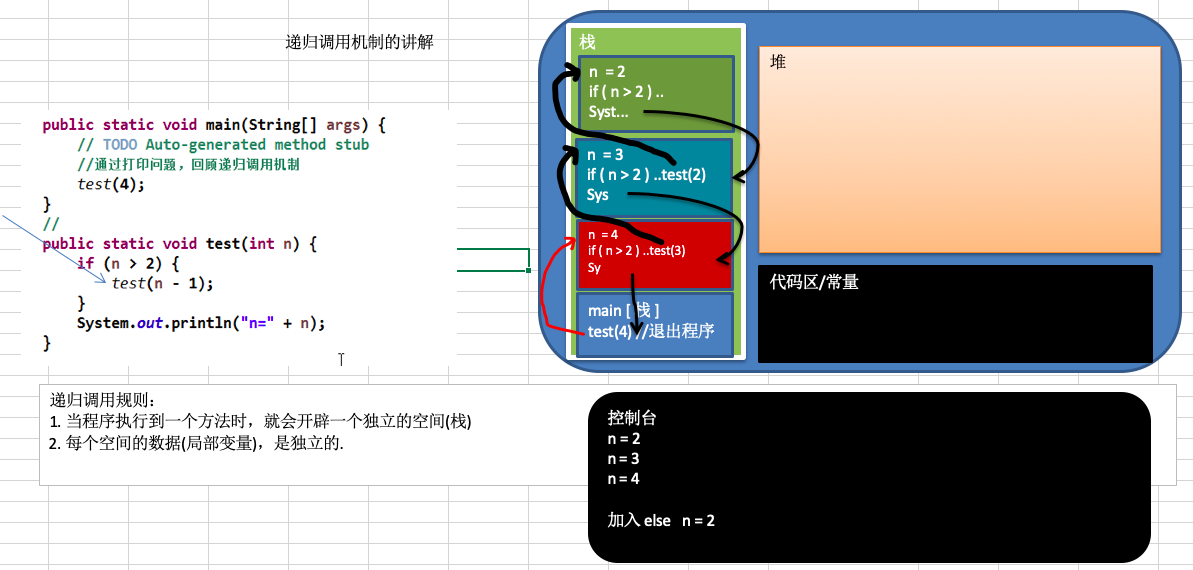 递归调用机制的讲解
public static void main(String[] args) {
// TODO Auto-generated method stub
//通过打印问题，回顾递归调用机制
test(4);
}
//
public static void test(int n) {
if (n > 2) {
test(n - 1);
}
System.out.println("n=" + n);
}
栈
n = 2
if ( n > 2 ) ..
Syst...
n = 3
if ( n > 2 ) ..test(2)
Sys
n = 4
if ( n > 2 ) ..test(3)
Sy
main [ 栈 ]
test(4) //退出程序
堆
代码区/常量
递归调用规则：
1. 当程序执行到一个方法时，就会开辟一个独立的空间(栈)
2. 每个空间的数据(局部变量)，是独立的.
控制台
n = 2
n = 3
n = 4
加入 else n = 2